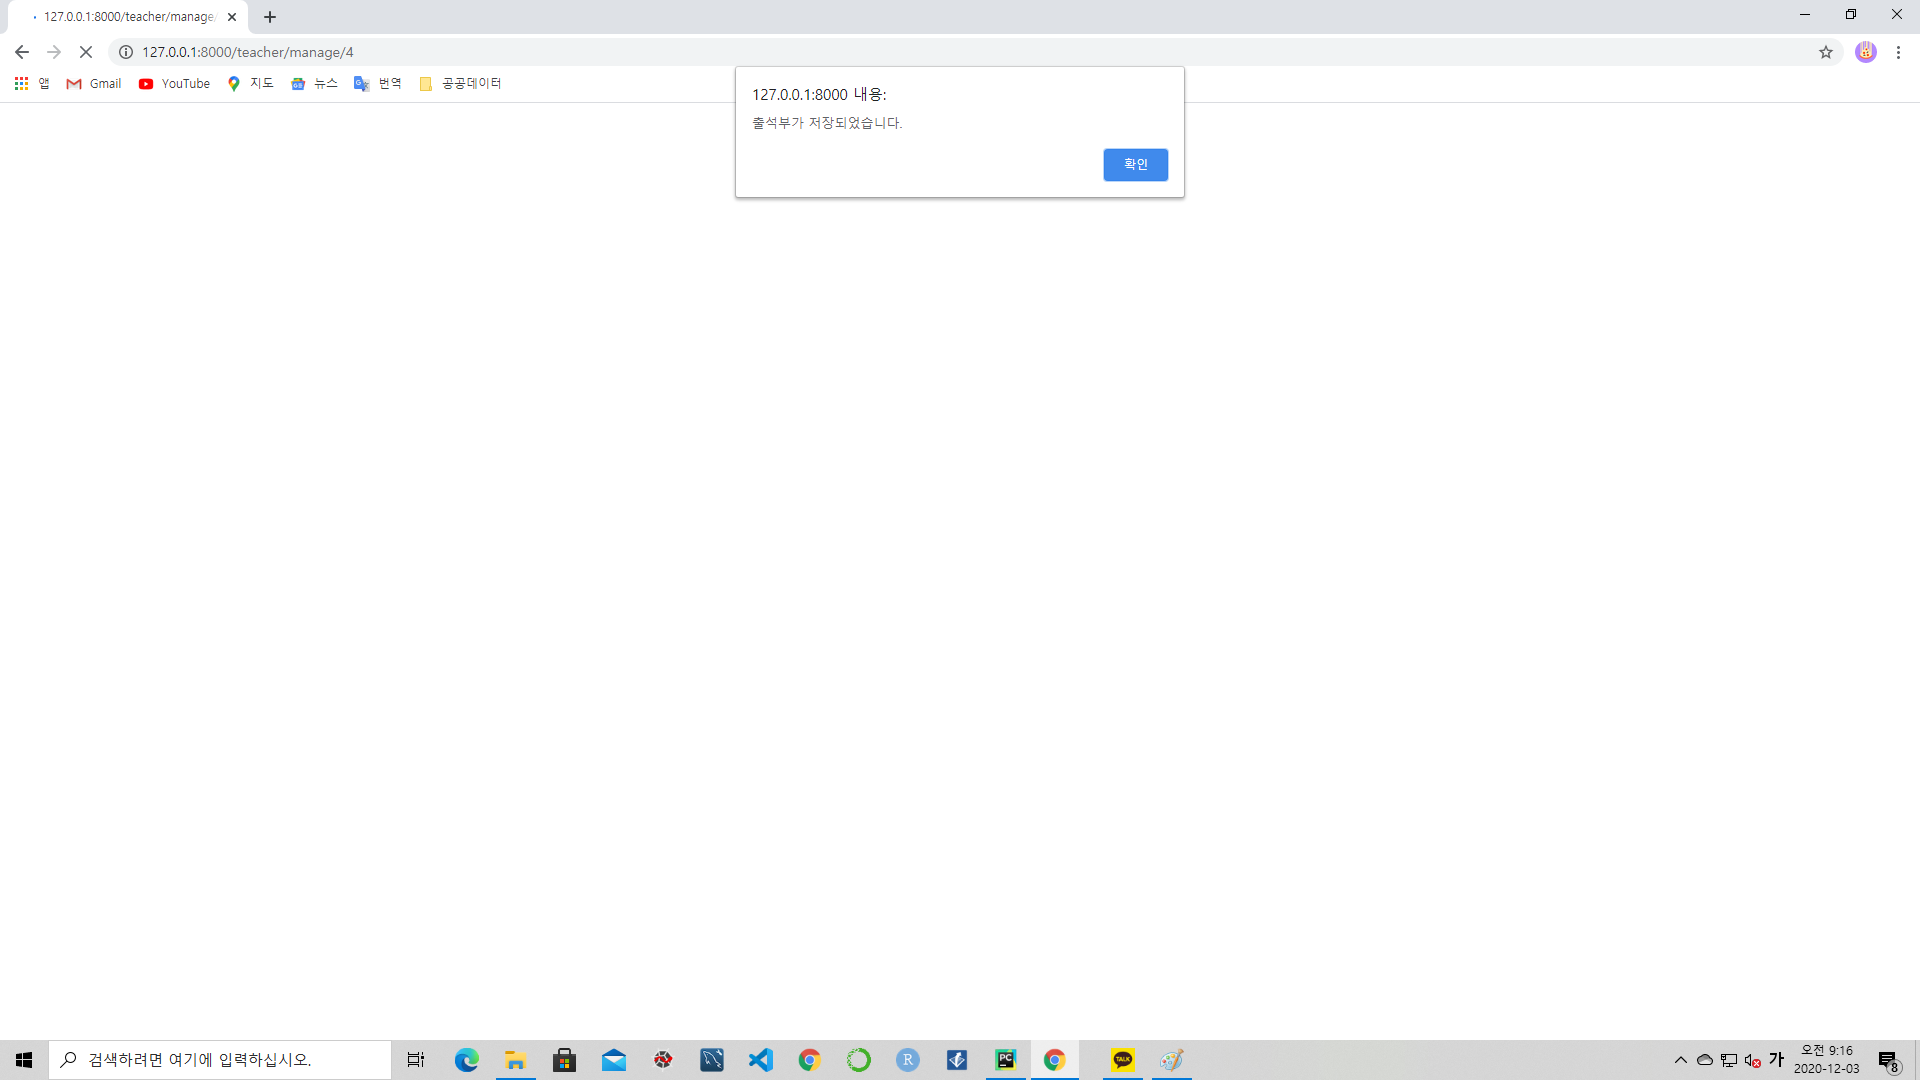 127.0.0.1:8000/teacher/manage/
127.0.0.1:8000/teacher/manage/4
앱 Gmail YouTube 지도 뉴스 번역 공공데이터
127.0.0.1:8000 내용:
출석부가 저장되었습니다.
확인
검색하려면 여기에 입력하십시오.
R
PC
TALK
가
오전 9:16
2020-12-03
8